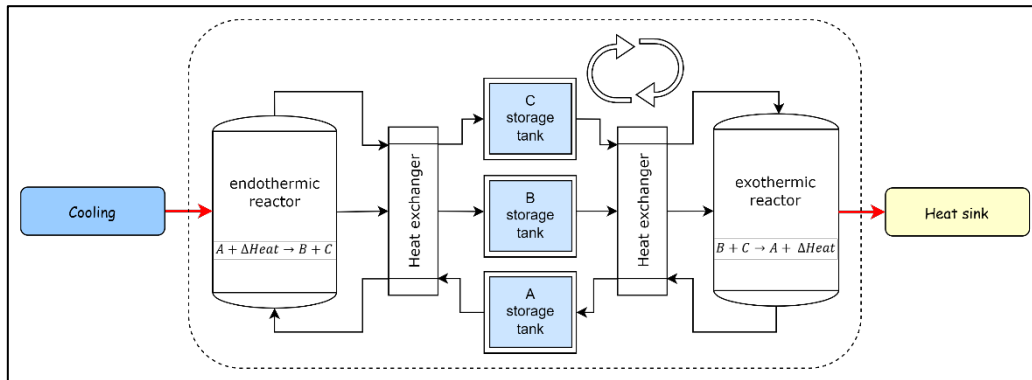 Cooling
endothermic
reactor
A + ΔHeat → B + C
Heat exchanger
C
storage
tank
B
storage
tank
A
storage
tank
Heat exchanger
exothermic
reactor
B + C → A + ΔHeat
Heat sink